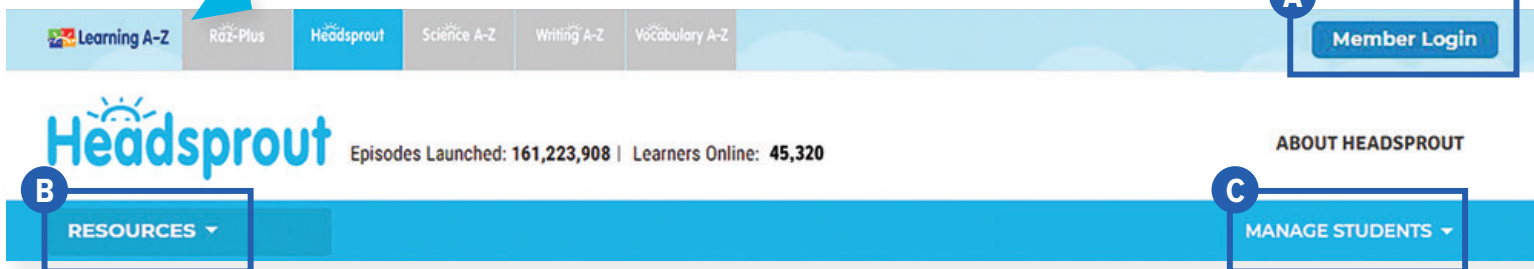 A
Learning A-Z Raz-Plus Headsprout Science A-Z Writing A-Z Vocabulary A-Z Member Login
Headsprout Episodes Launched: 161,223,908 | Learners Online: 45,320 ABOUT HEADSPROUT
B C
RESOURCES MANAGE STUDENTS